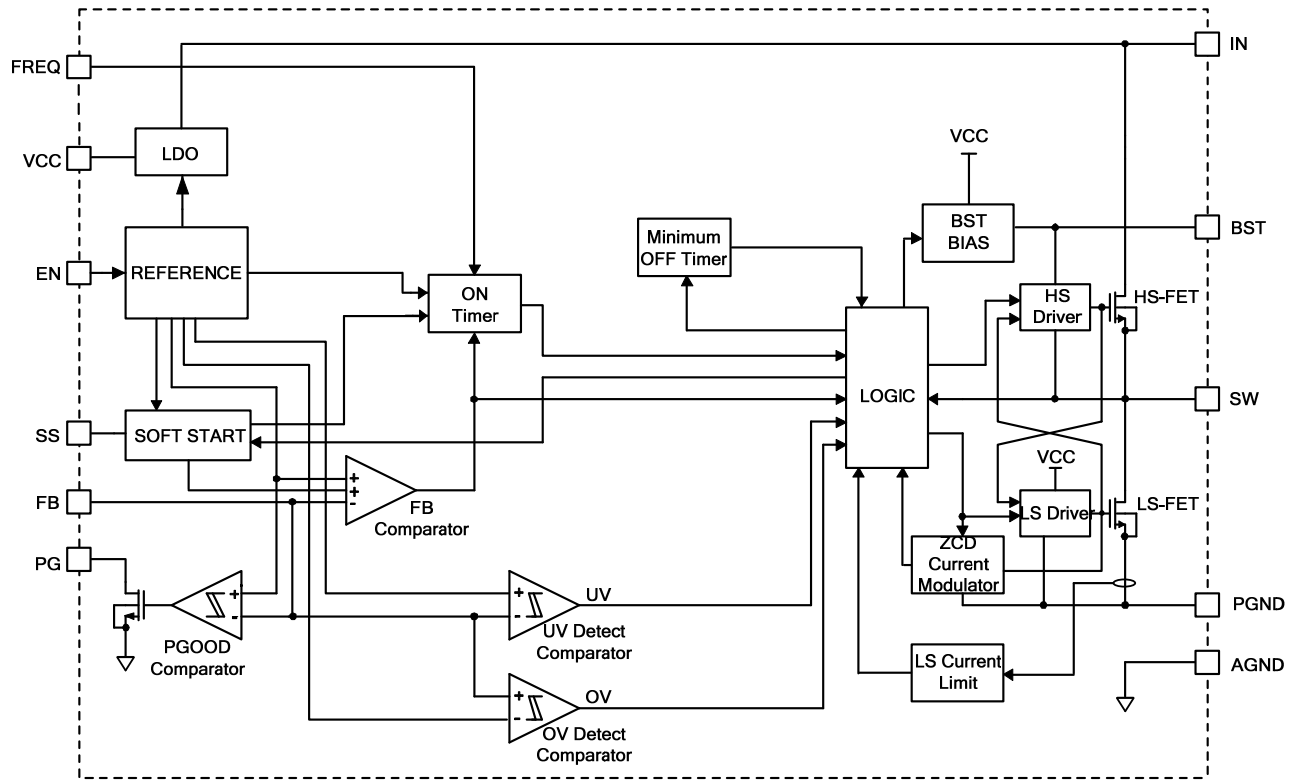 FREQ
IN
VCC
LDO
VCC
BST
BIAS
BST
Minimum
OFF Timer
EN
REFERENCE
ON
Timer
HS
Driver
HS-FET
LOGIC
SW
SS
SOFT START
+
+
-
FB
Comparator
FB
VCC
LS Driver
LS-FET
PG
ZCD
Current
Modulator
+
-
PGOOD
Comparator
+
-
UV
UV Detect
Comparator
PGND
LS Current
Limit
AGND
+
-
OV
OV Detect
Comparator